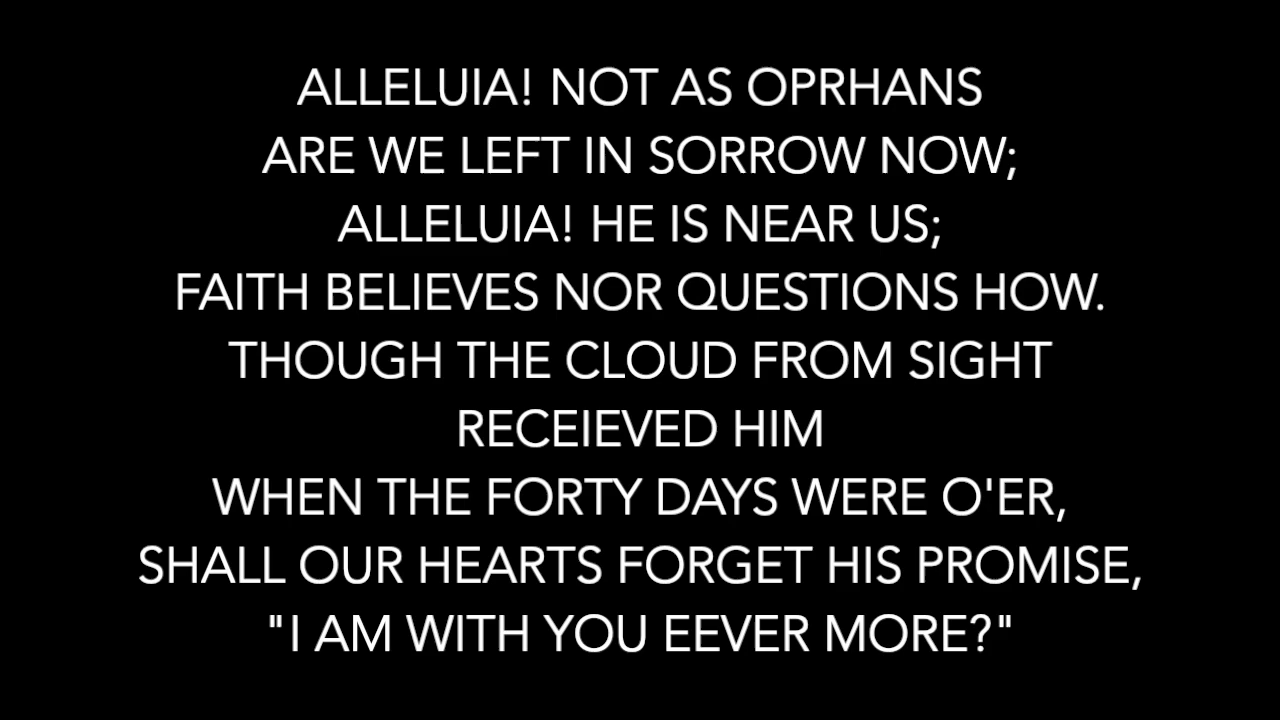 ALLELUIA! NOT AS OPRHANS
ARE WE LEFT IN SORROW NOW;
ALLELUIA! HE IS NEAR US;
FAITH BELIEVES NOR QUESTIONS HOW.
THOUGH THE CLOUD FROM SIGHT
RECEIEVED HIM
WHEN THE FORTY DAYS WERE O'ER,
SHALL OUR HEARTS FORGET HIS PROMISE,
"I AM WITH YOU EEVER MORE?"